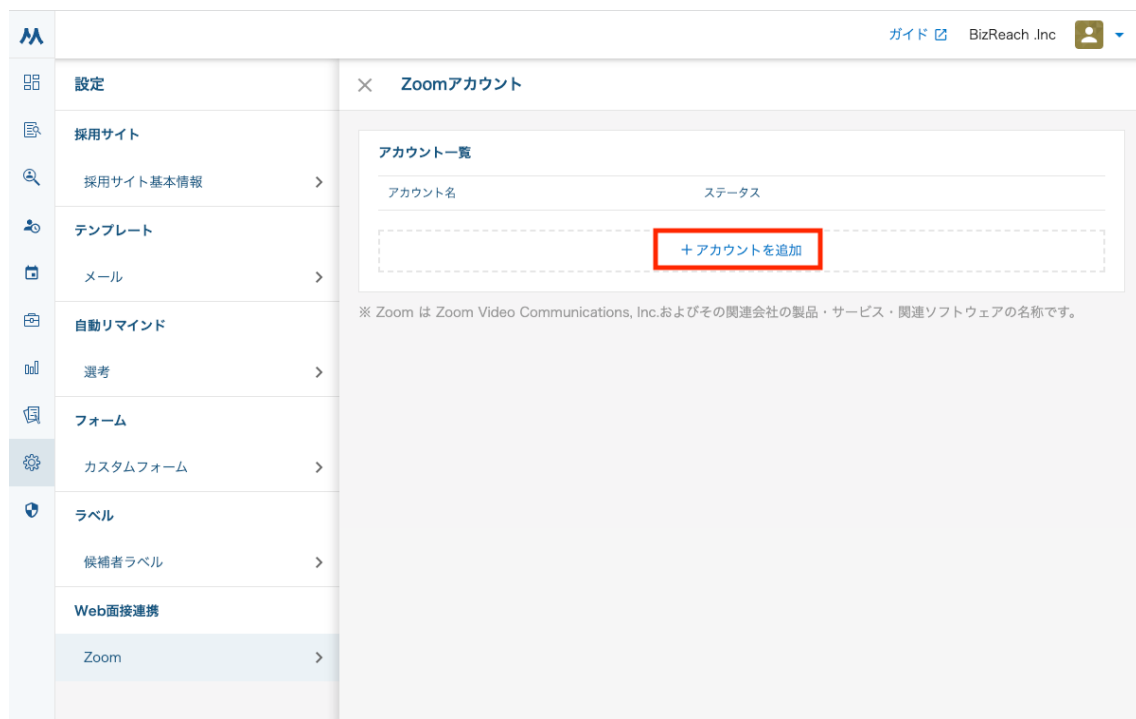 ガイド
BizReach .Inc
設定
採用サイト
採用サイト基本情報
テンプレート
メール
自動リマインド
選考
フォーム
カスタムフォーム
ラベル
候補者ラベル
Web面接連携
Zoom
Zoomアカウント
アカウント一覧
アカウント名
ステータス
+ アカウントを追加
※ Zoom は Zoom Video Communications, Inc.およびその関連会社の製品・サービス・関連ソフトウェアの名称です。